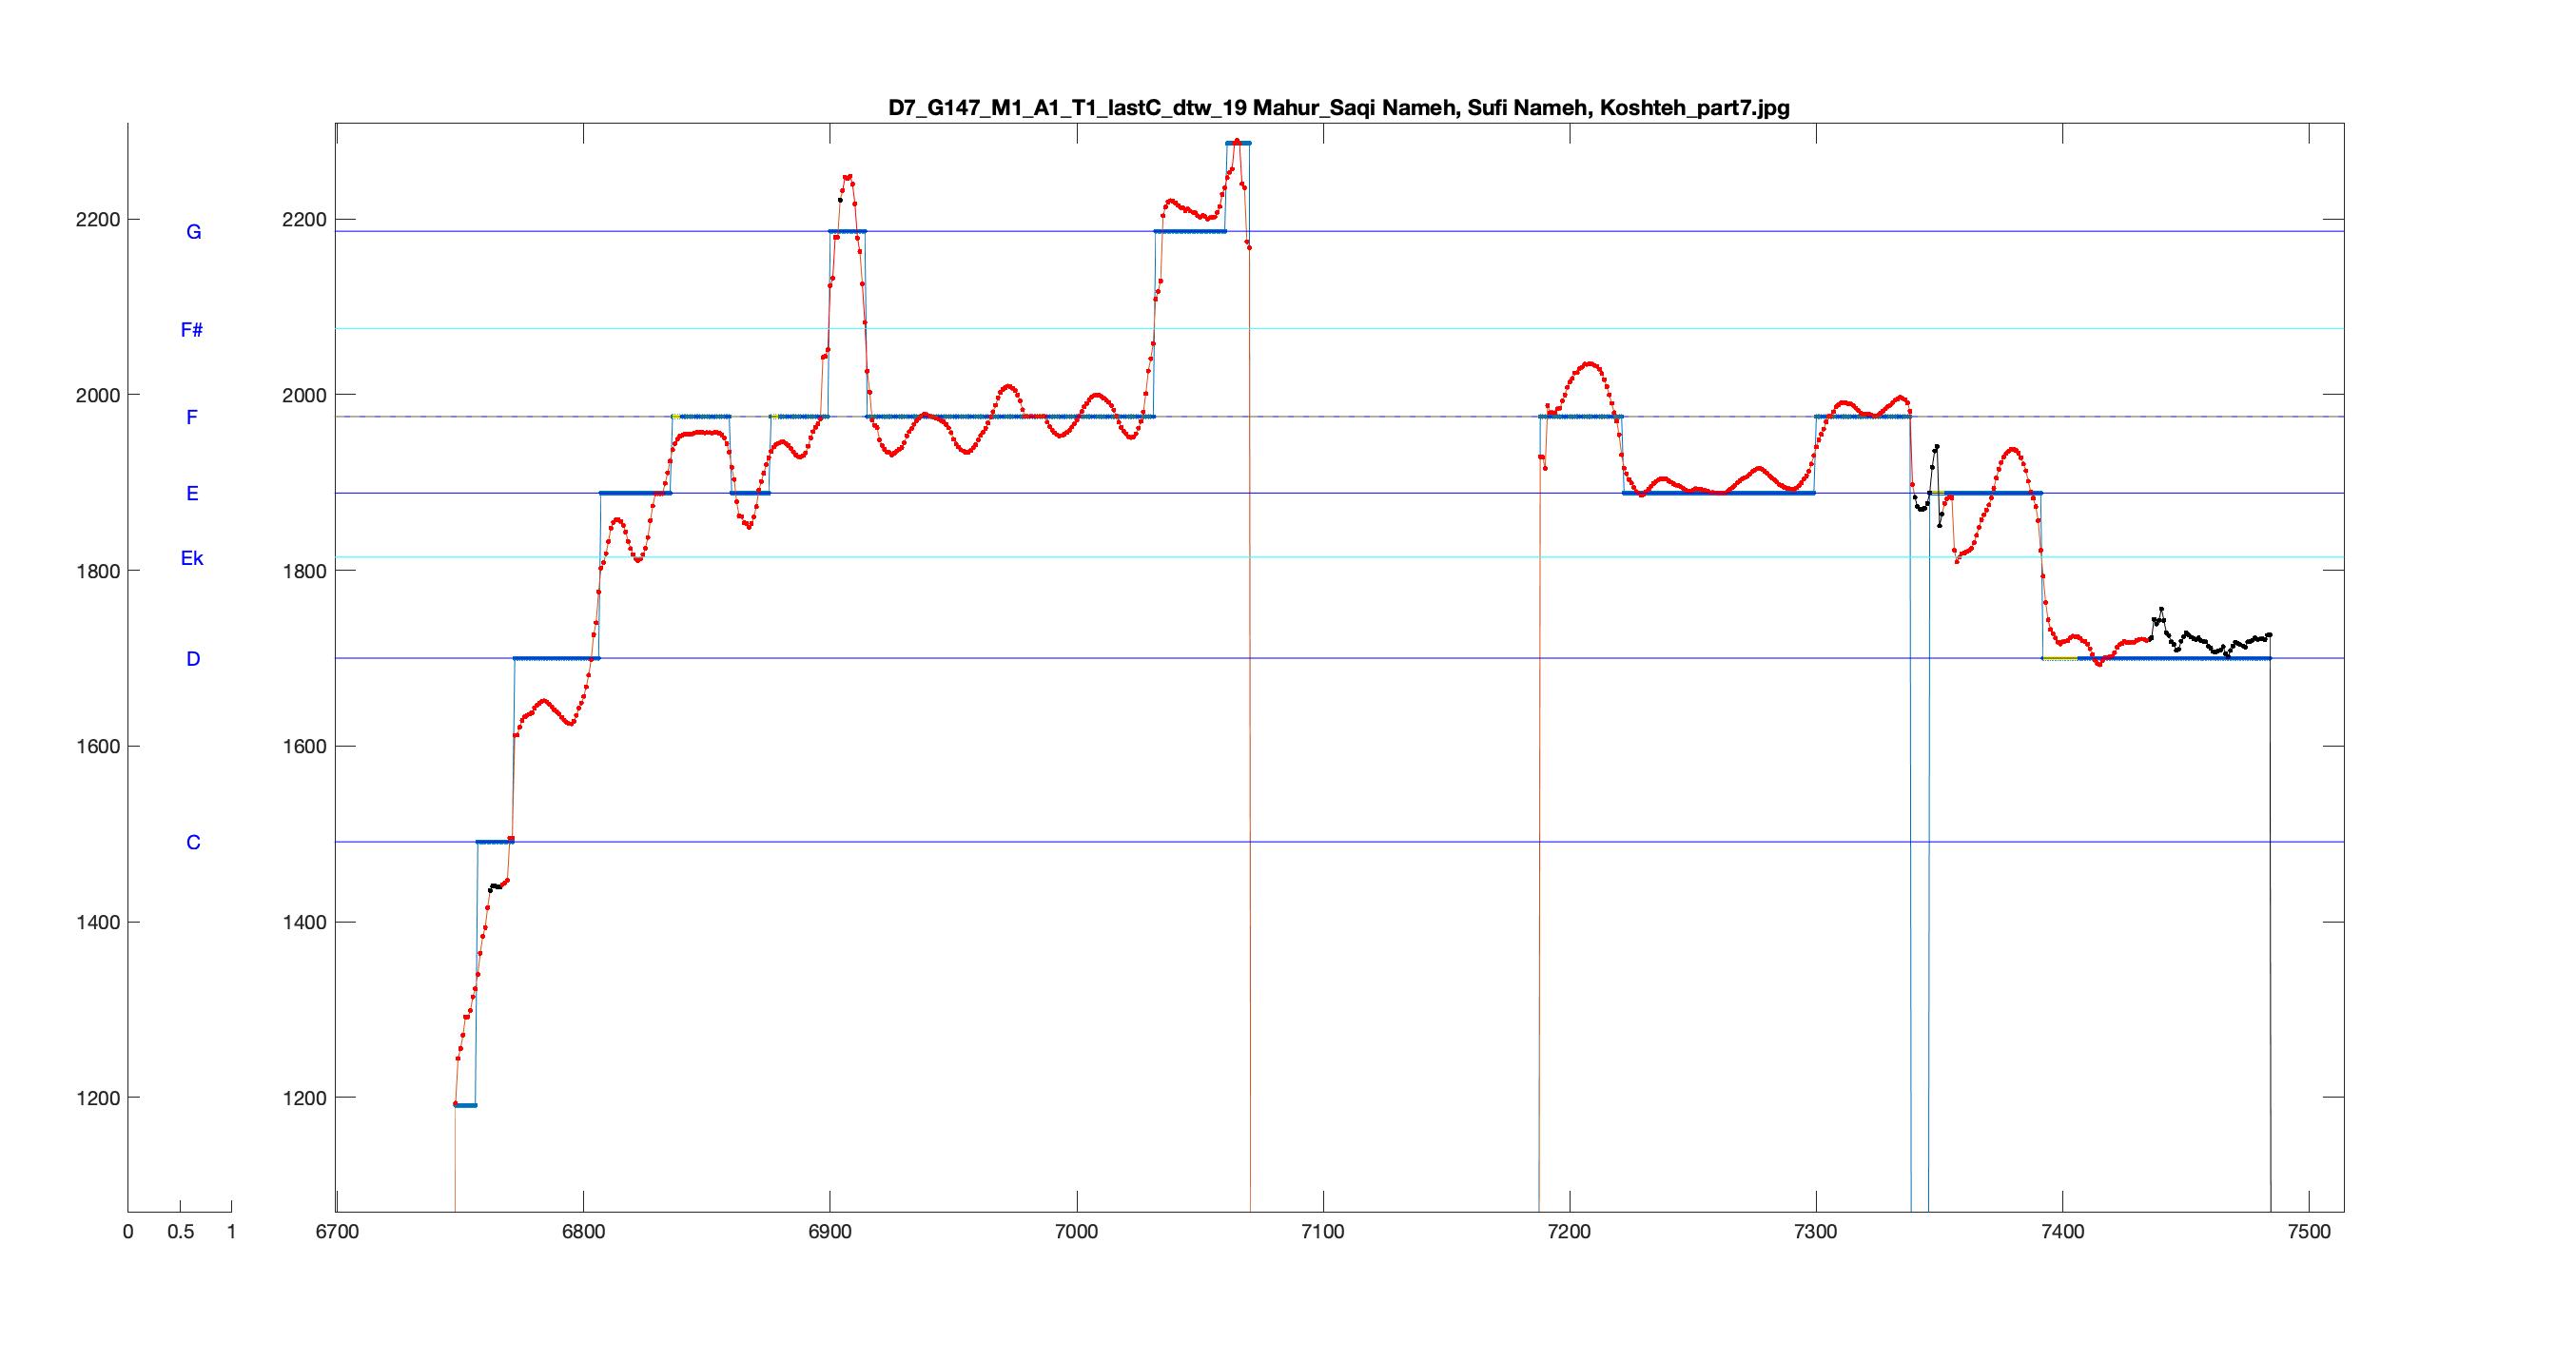 D7_G147_M1_A1_T1_lastC_dtw_19 Mahur_Saqi Nameh, Sufi Nameh, Koshteh_part7.jpg
2200 G 2200
F#
2000 2000
F
E
Ek
1800 1800
D
1600 1600
C
1400 1400
1200 1200
0 0.5 1 6700 6800 6900 7000 7100 7200 7300 7400 7500